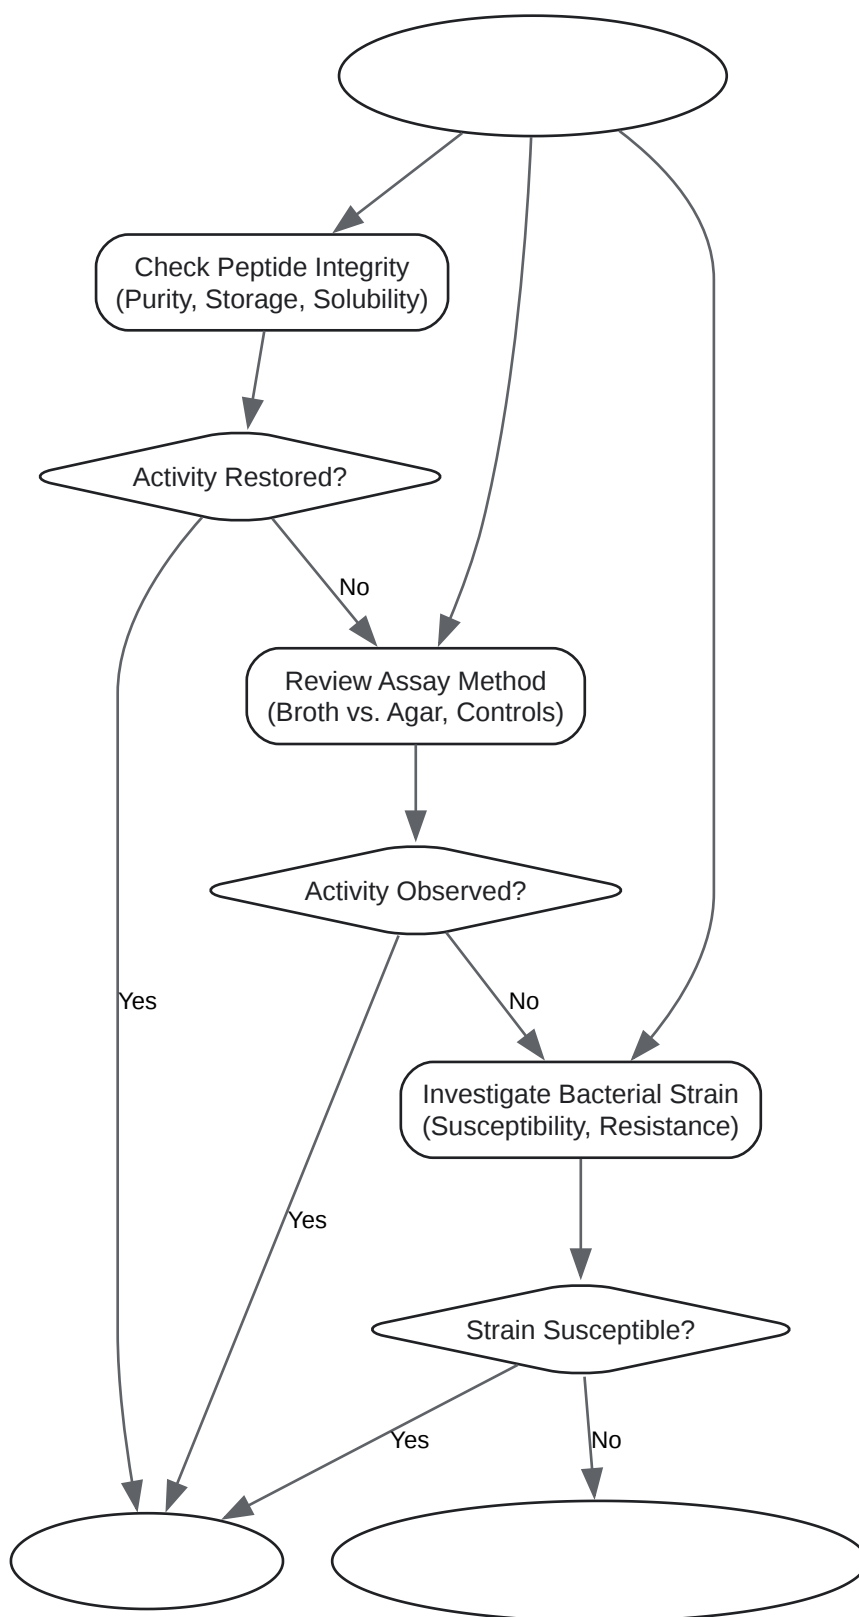 Check Peptide Integrity
(Purity, Storage, Solubility)
Activity Restored?
No
Review Assay Method
(Broth vs. Agar, Controls)
Activity Observed?
Yes
No
Investigate Bacterial Strain
(Susceptibility, Resistance)
Yes
Strain Susceptible?
Yes
No